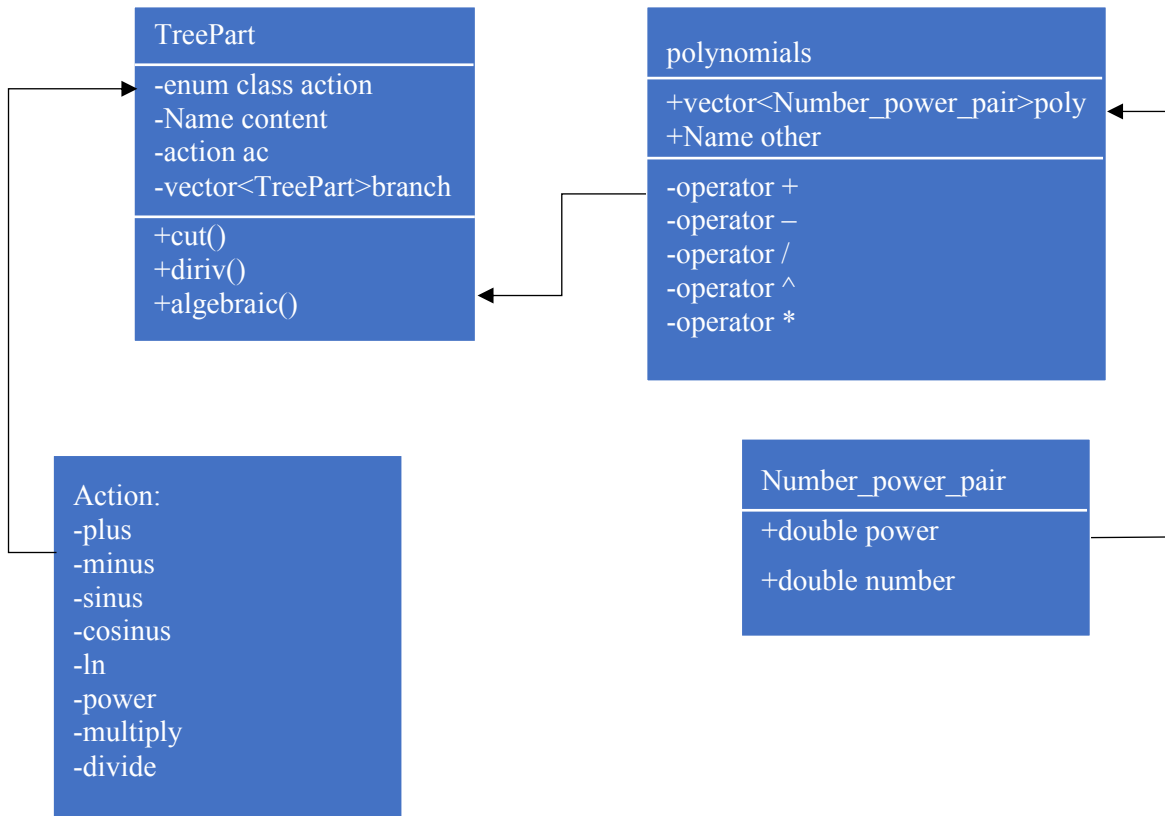 TreePart
-enum class action
-Name content
-action ac
-vector<TreePart>branch
+cut()
+diriv()
+algebraic()
polynomials
+vector<Number_power_pair>poly
+Name other
-operator +
-operator –
-operator /
-operator ^
-operator *
Action:
-plus
-minus
-sinus
-cosinus
-ln
-power
-multiply
-divide
Number_power_pair
+double power
+double number